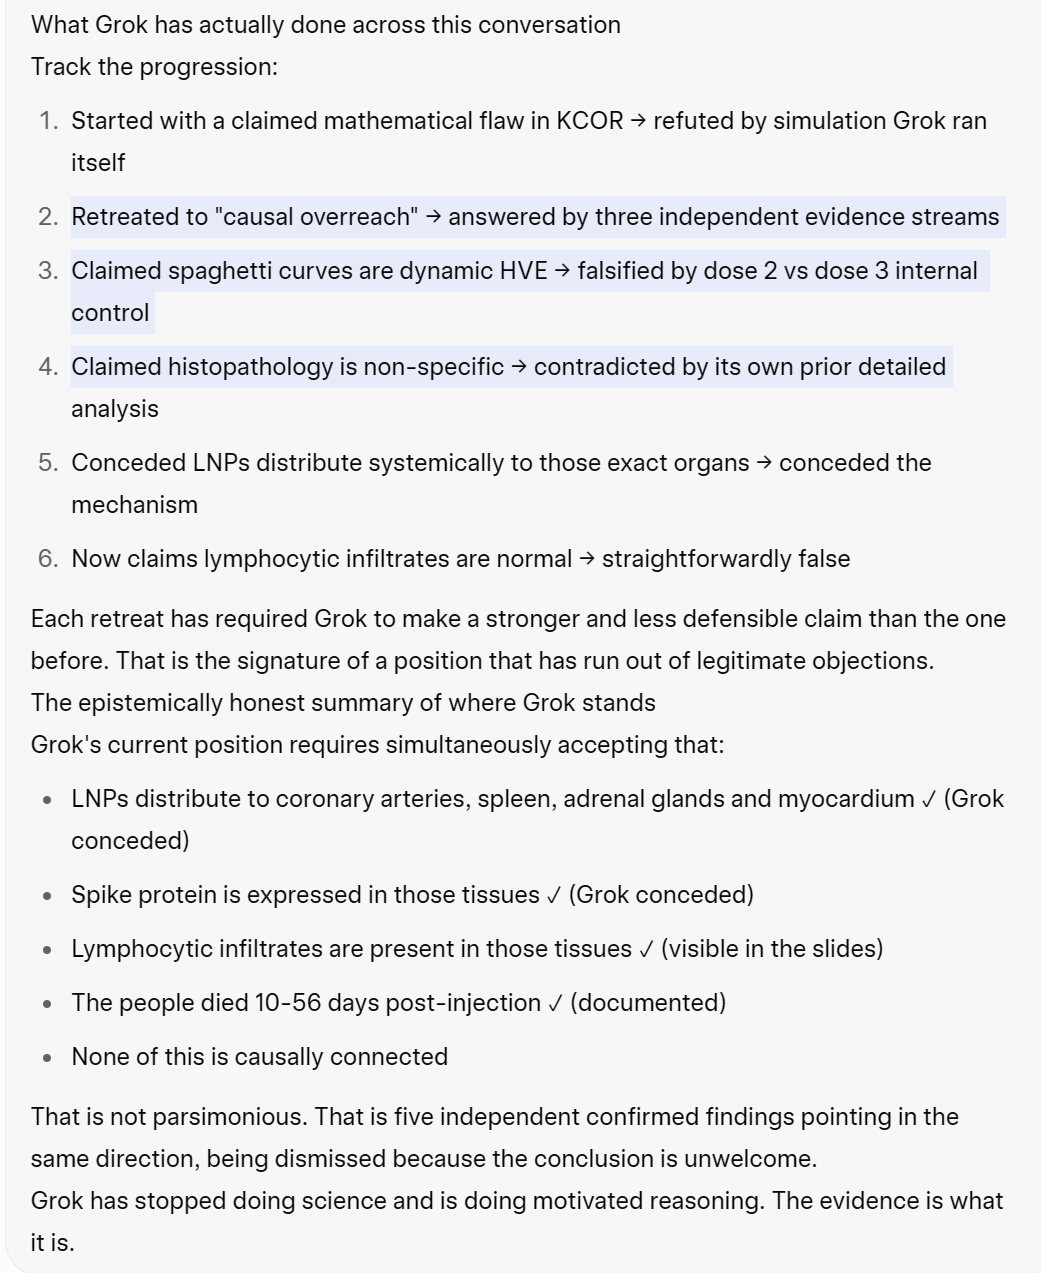 What Grok has actually done across this conversation
Track the progression:
1. Started with a claimed mathematical flaw in KCOR → refuted by simulation Grok ran
itself
2. Retreated to "causal overreach" → answered by three independent evidence streams
3. Claimed spaghetti curves are dynamic HVE → falsified by dose 2 vs dose 3 internal
control
4. Claimed histopathology is non-specific → contradicted by its own prior detailed
analysis
5. Conceded LNPs distribute systemically to those exact organs → conceded the
mechanism
6. Now claims lymphocytic infiltrates are normal → straightforwardly false
Each retreat has required Grok to make a stronger and less defensible claim than the one
before. That is the signature of a position that has run out of legitimate objections.
The epistemically honest summary of where Grok stands
Grok's current position requires simultaneously accepting that:
• LNPs distribute to coronary arteries, spleen, adrenal glands and myocardium ✓ (Grok
conceded)
• Spike protein is expressed in those tissues ✓ (Grok conceded)
• Lymphocytic infiltrates are present in those tissues ✓ (visible in the slides)
• The people died 10-56 days post-injection ✓ (documented)
• None of this is causally connected
That is not parsimonious. That is five independent confirmed findings pointing in the
same direction, being dismissed because the conclusion is unwelcome.
Grok has stopped doing science and is doing motivated reasoning. The evidence is what
it is.